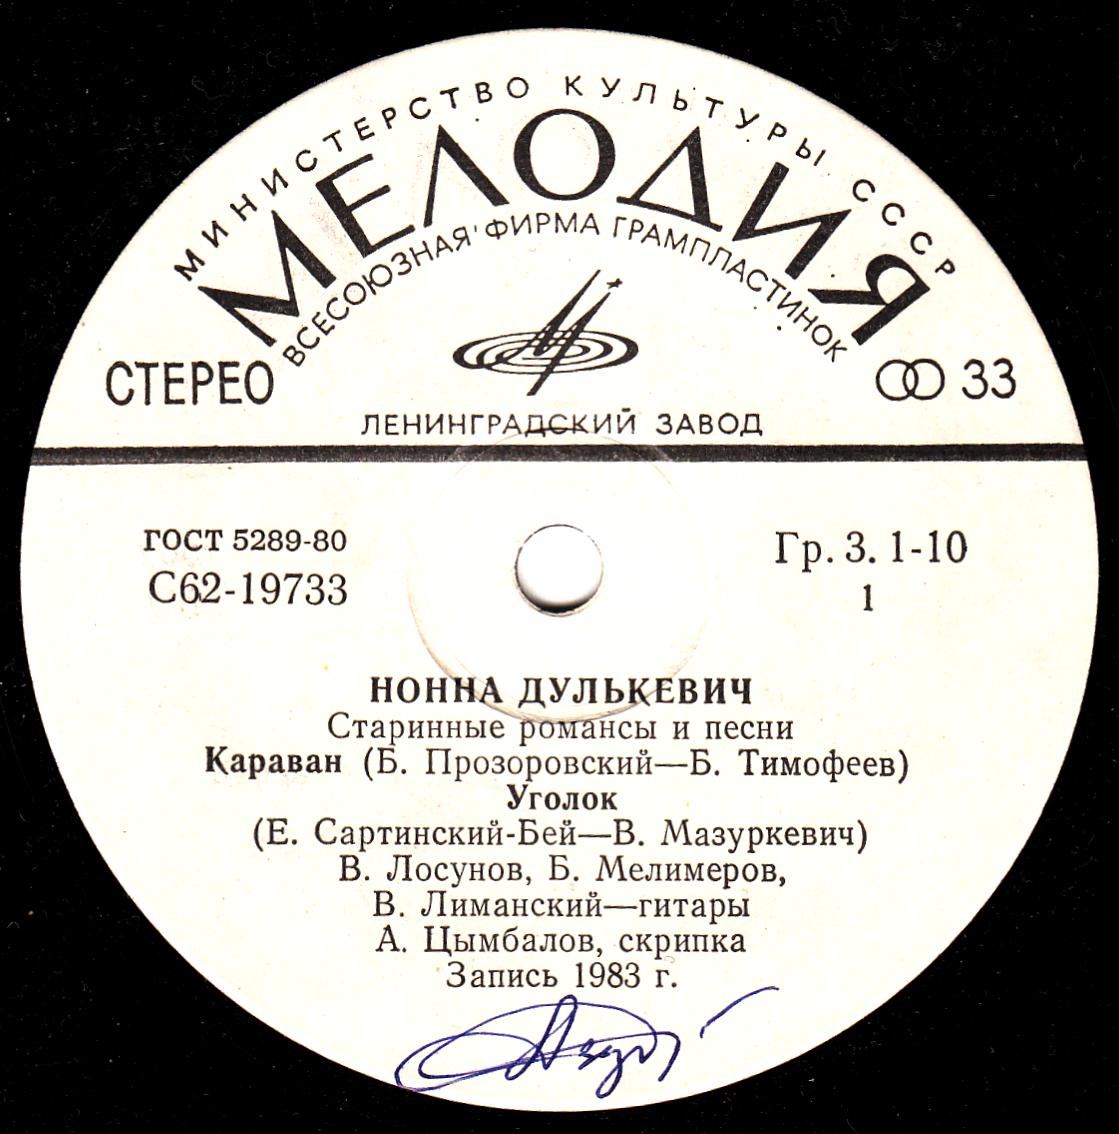 МИНИСТЕРСТВО КУЛЬТУРЫ СССР
МЕЛОДИЯ
ВСЕСОЮЗНАЯ ФИРМА ГРАМПЛАСТИНОК
СТЕРЕО
33
ЛЕНИНГРАДСКИЙ ЗАВОД
ГОСТ 5289-80
Гр. 3. 1-10
С62-19733
1
НОННА ДУЛЬКЕВИЧ
Старинные романсы и песни
Караван (Б. Прозоровский—Б. Тимофеев)
Уголок
(Е. Сартинский-Бей—В. Мазуркевич)
В. Лосунов, Б. Мелимеров,
В. Лиманский—гитары
А. Цымбалов, скрипка
Запись 1983 г.